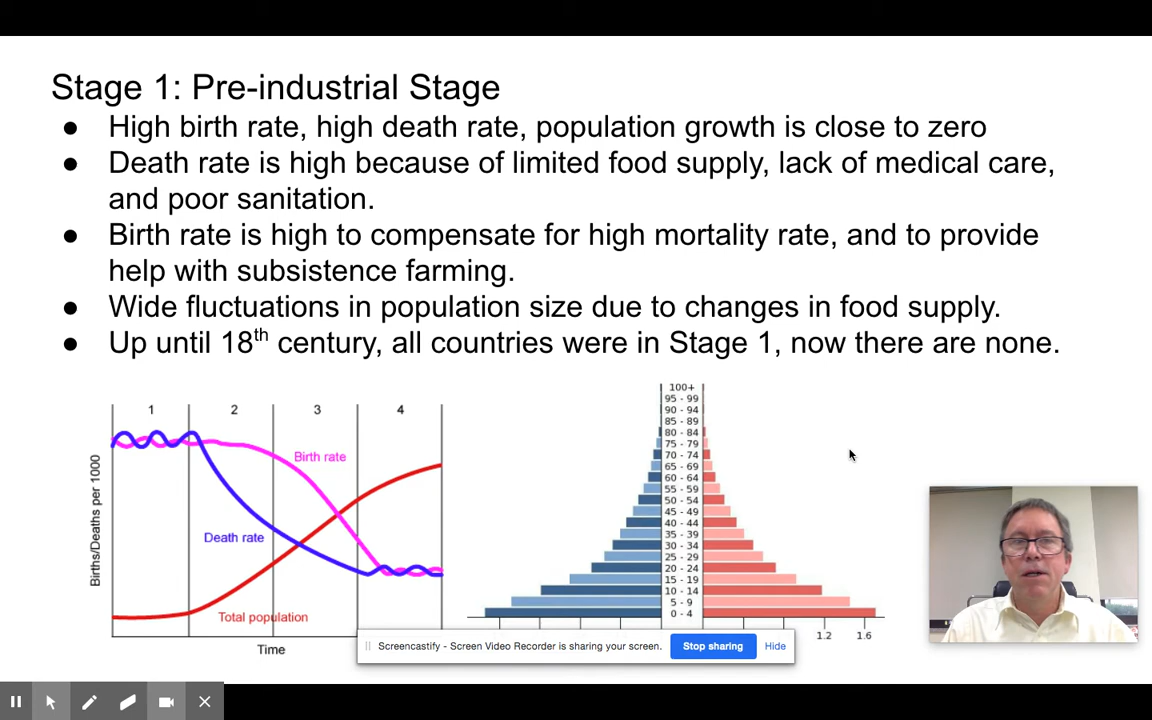 Stage 1: Pre-industrial Stage
● High birth rate, high death rate, population growth is close to zero
● Death rate is high because of limited food supply, lack of medical care,
and poor sanitation.
● Birth rate is high to compensate for high mortality rate, and to provide
help with subsistence farming.
● Wide fluctuations in population size due to changes in food supply.
● Up until 18th century, all countries were in Stage 1, now there are none.
1 2 3 4
Birth rate
Death rate
Total population
Births/Deaths per 1000
Time
100+
95 - 99
90 - 94
85 - 89
80 - 84
75 - 79
70 - 74
65 - 69
60 - 64
55 - 59
50 - 54
45 - 49
40 - 44
35 - 39
30 - 34
25 - 29
20 - 24
15 - 19
10 - 14
5 - 9
0 - 4
1.2 1.6
Screencastify - Screen Video Recorder is sharing your screen. Stop sharing Hide